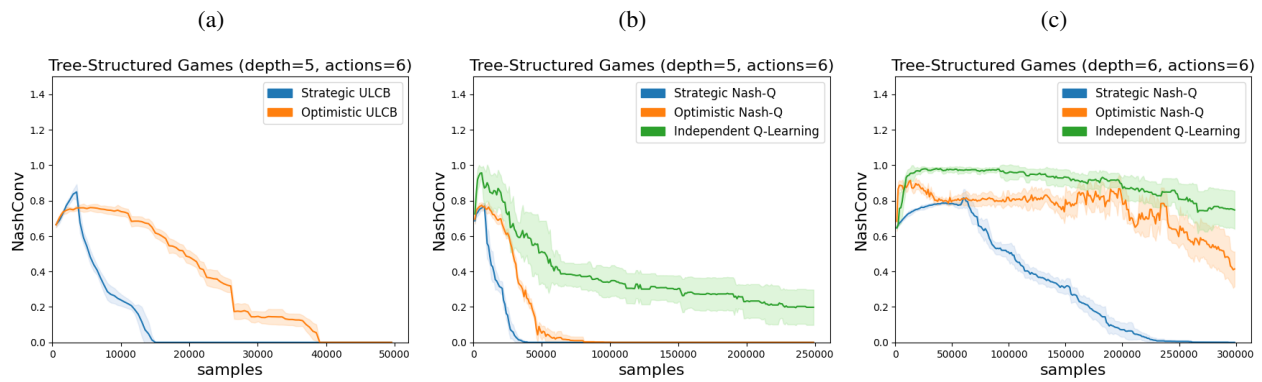 (a)
(b)
(c)
Tree-Structured Games (depth=5, actions=6)
Strategic ULCB
Optimistic ULCB
NashConv
1.4
1.2
1.0
0.8
0.6
0.4
0.2
0.0
0 10000 20000 30000 40000 50000
samples
Tree-Structured Games (depth=5, actions=6)
Strategic Nash-Q
Optimistic Nash-Q
Independent Q-Learning
NashConv
1.4
1.2
1.0
0.8
0.6
0.4
0.2
0.0
0 50000 100000 150000 200000 250000
samples
Tree-Structured Games (depth=6, actions=6)
Strategic Nash-Q
Optimistic Nash-Q
Independent Q-Learning
NashConv
1.4
1.2
1.0
0.8
0.6
0.4
0.2
0.0
0 50000 100000 150000 200000 250000 300000
samples